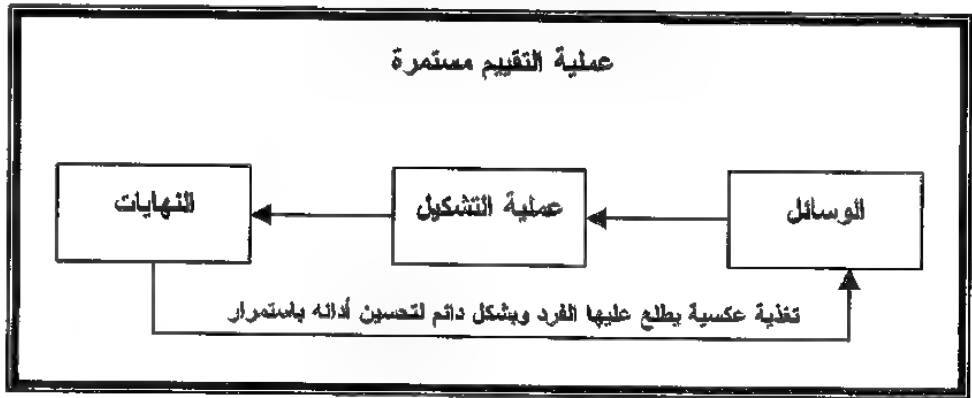 عملية التقييم مستمرة
الوسائل
عملية التشكيل
النهايات
تغذية عكسية يطلع عليها الفرد وبشكل دائم لتحسين أدائه باستمرار